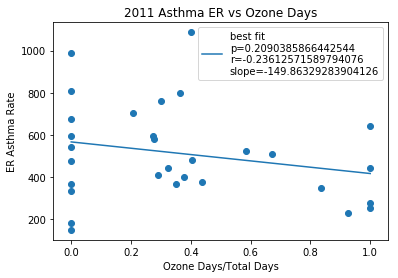 2011 Asthma ER vs Ozone Days
best fit
p=0.2090385866442544
r=-0.23612571589794076
slope=-149.86329283904126
1000
800
600
400
200
ER Asthma Rate
0.0 0.2 0.4 0.6 0.8 1.0
Ozone Days/Total Days